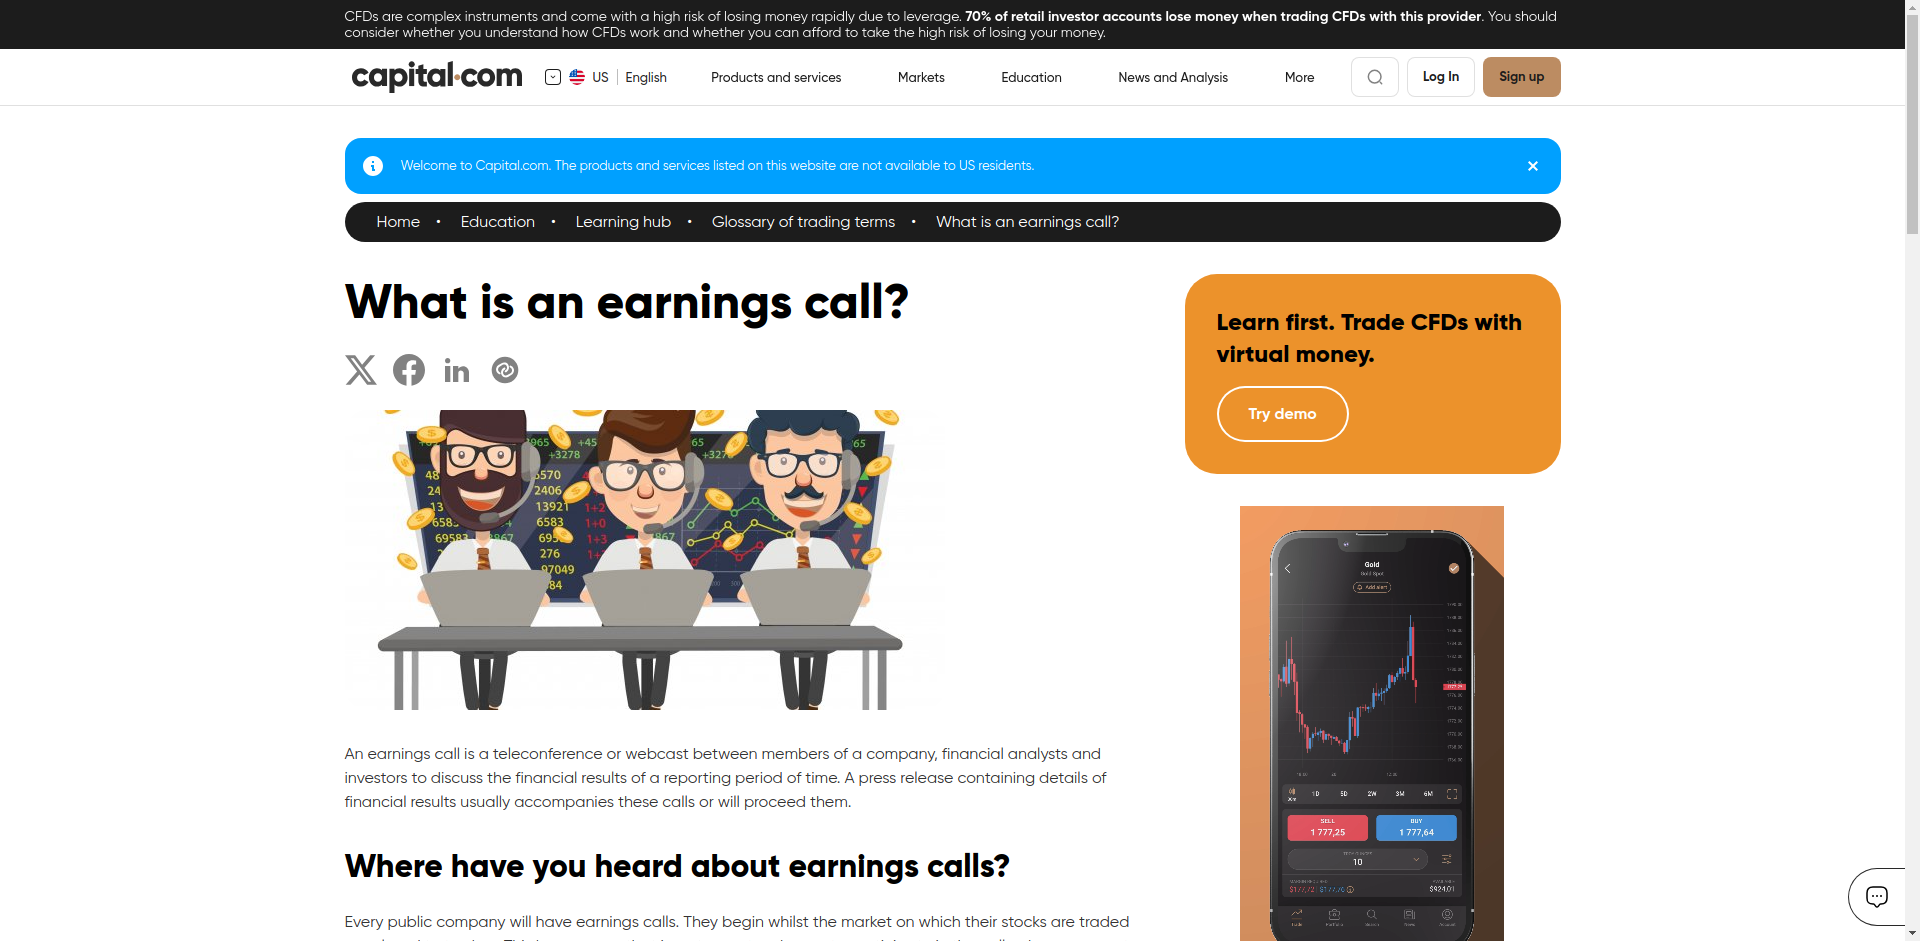 CFDs are complex instruments and come with a high risk of losing money rapidly due to leverage. 70% of retail investor accounts lose money when trading CFDs with this provider. You should
consider whether you understand how CFDs work and whether you can afford to take the high risk of losing your money.
capital.com
US
English
Products and services
Markets
Education
News and Analysis
More
Log In
Sign up
Welcome to Capital.com. The products and services listed on this website are not available to US residents.
Home • Education • Learning hub • Glossary of trading terms • What is an earnings call?
What is an earnings call?
Learn first. Trade CFDs with
virtual money.
Try demo
An earnings call is a teleconference or webcast between members of a company, financial analysts and
investors to discuss the financial results of a reporting period of time. A press release containing details of
financial results usually accompanies these calls or will proceed them.
Where have you heard about earnings calls?
Every public company will have earnings calls. They begin whilst the market on which their stocks are traded
Gold
Gold Spot
Add alert
1D 5D 2W 3M 6M
SELL
1 777,25
BUY
1 777,64
10
$924.01